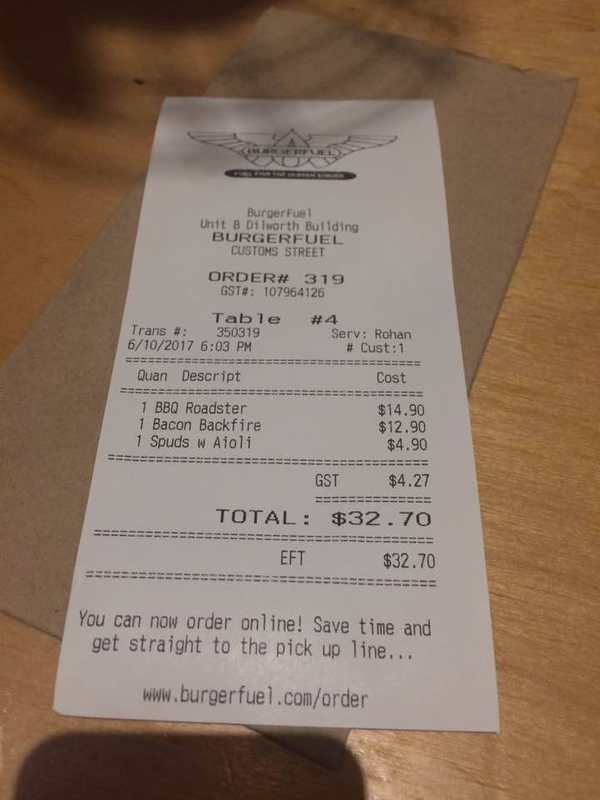 BURGERFUEL
FUEL FOR THE HUMAN ENGINE
BurgerFuel
Unit B Dilworth Building
BURGERFUEL
CUSTOMS STREET
ORDER# 319
GST#: 107964126
Table #4
Trans #: 350319 Serv: Rohan
6/10/2017 6:03 PM # Cust:1
Quan Descript Cost
1 BBQ Roadster $14.90
1 Bacon Backfire $12.90
1 Spuds w Aioli $4.90
GST $4.27
TOTAL: $32.70
EFT $32.70
You can now order online! Save time and
get straight to the pick up line...
www.burgerfuel.com/order